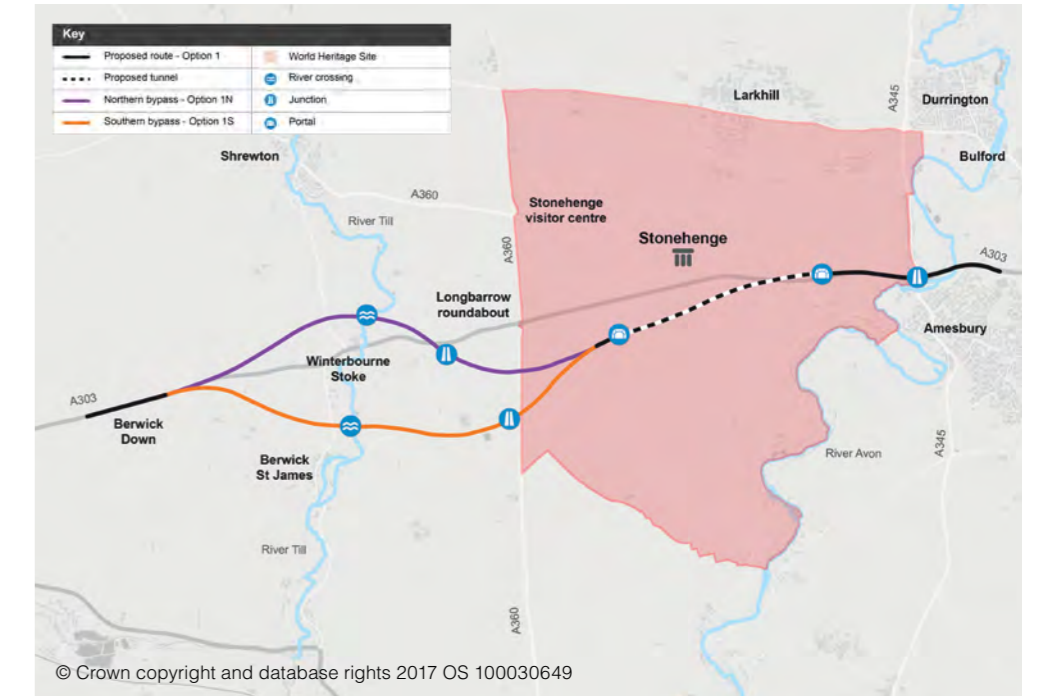 Key
Proposed route - Option 1
World Heritage Site
Proposed tunnel
River crossing
Northern bypass - Option 1N
Junction
Southern bypass - Option 1S
Portal
Larkhill
A345
Durrington
Bulford
Shrewton
A360
River Till
Stonehenge
visitor centre
A360
Stonehenge
A303
Longbarrow
roundabout
Amesbury
Winterbourne
Stoke
A303
Berwick
Down
Berwick
St James
A345
River Avon
River Till
A360
© Crown copyright and database rights 2017 OS 100030649